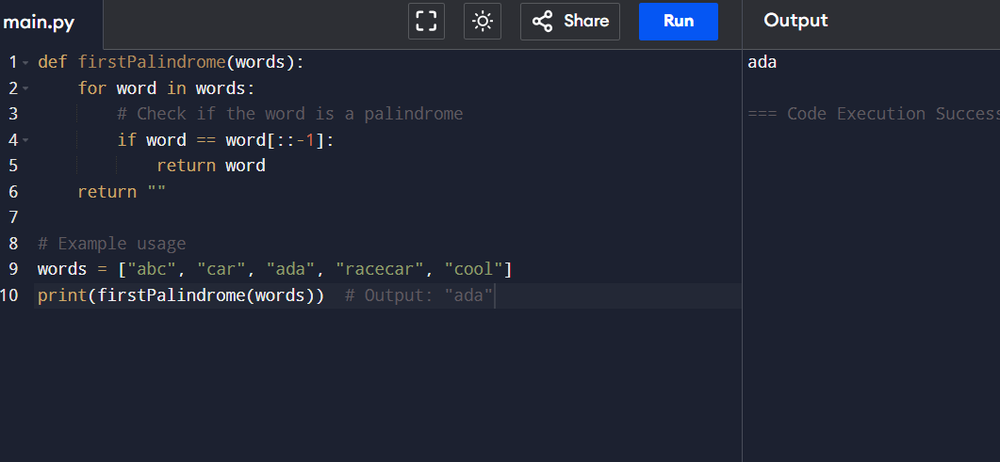 main.py
Share
Run
Output
1 def firstPalindrome(words):
2     for word in words:
3         # Check if the word is a palindrome
4         if word == word[::-1]:
5             return word
6     return ""
7
8 # Example usage
9 words = ["abc", "car", "ada", "racecar", "cool"]
10 print(firstPalindrome(words))  # Output: "ada"
ada
=== Code Execution Success